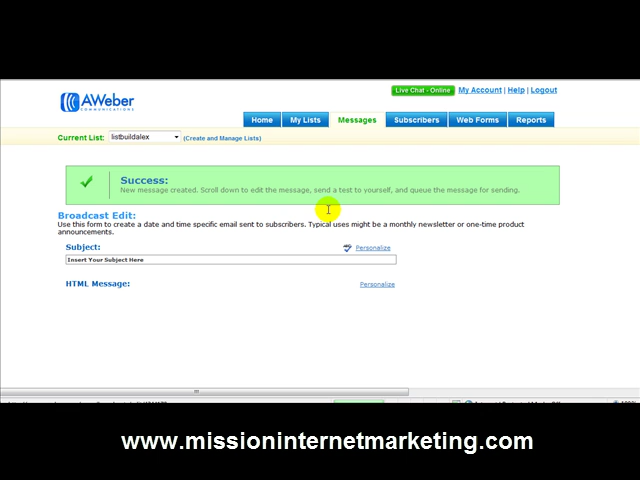 Live Chat - Online My Account | Help | Logout
AWeber
COMMUNICATIONS
Home My Lists Messages Subscribers Web Forms Reports
Current List: listbuildalex (Create and Manage Lists)
Success:
New message created. Scroll down to edit the message, send a test to yourself, and queue the message for sending.
Broadcast Edit:
Use this form to create a date and time specific email sent to subscribers. Typical uses might be a monthly newsletter or one-time product
announcements.
Subject: Personalize
Insert Your Subject Here
HTML Message: Personalize
www.missioninternetmarketing.com